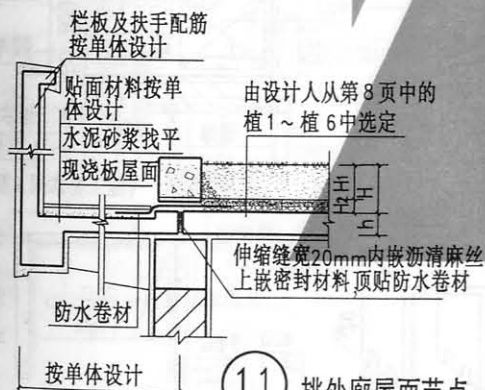 栏板及扶手配筋
按单体设计
贴面材料按单
体设计
水泥砂浆找平
现浇板屋面
由设计人从第8页中的
植1~植6中选定
H1
H2
H
h
伸缩缝宽20mm内嵌沥清麻丝
上嵌密封材料,顶贴防水卷材
防水卷材
按单体设计
11
挑外廊屋面节点